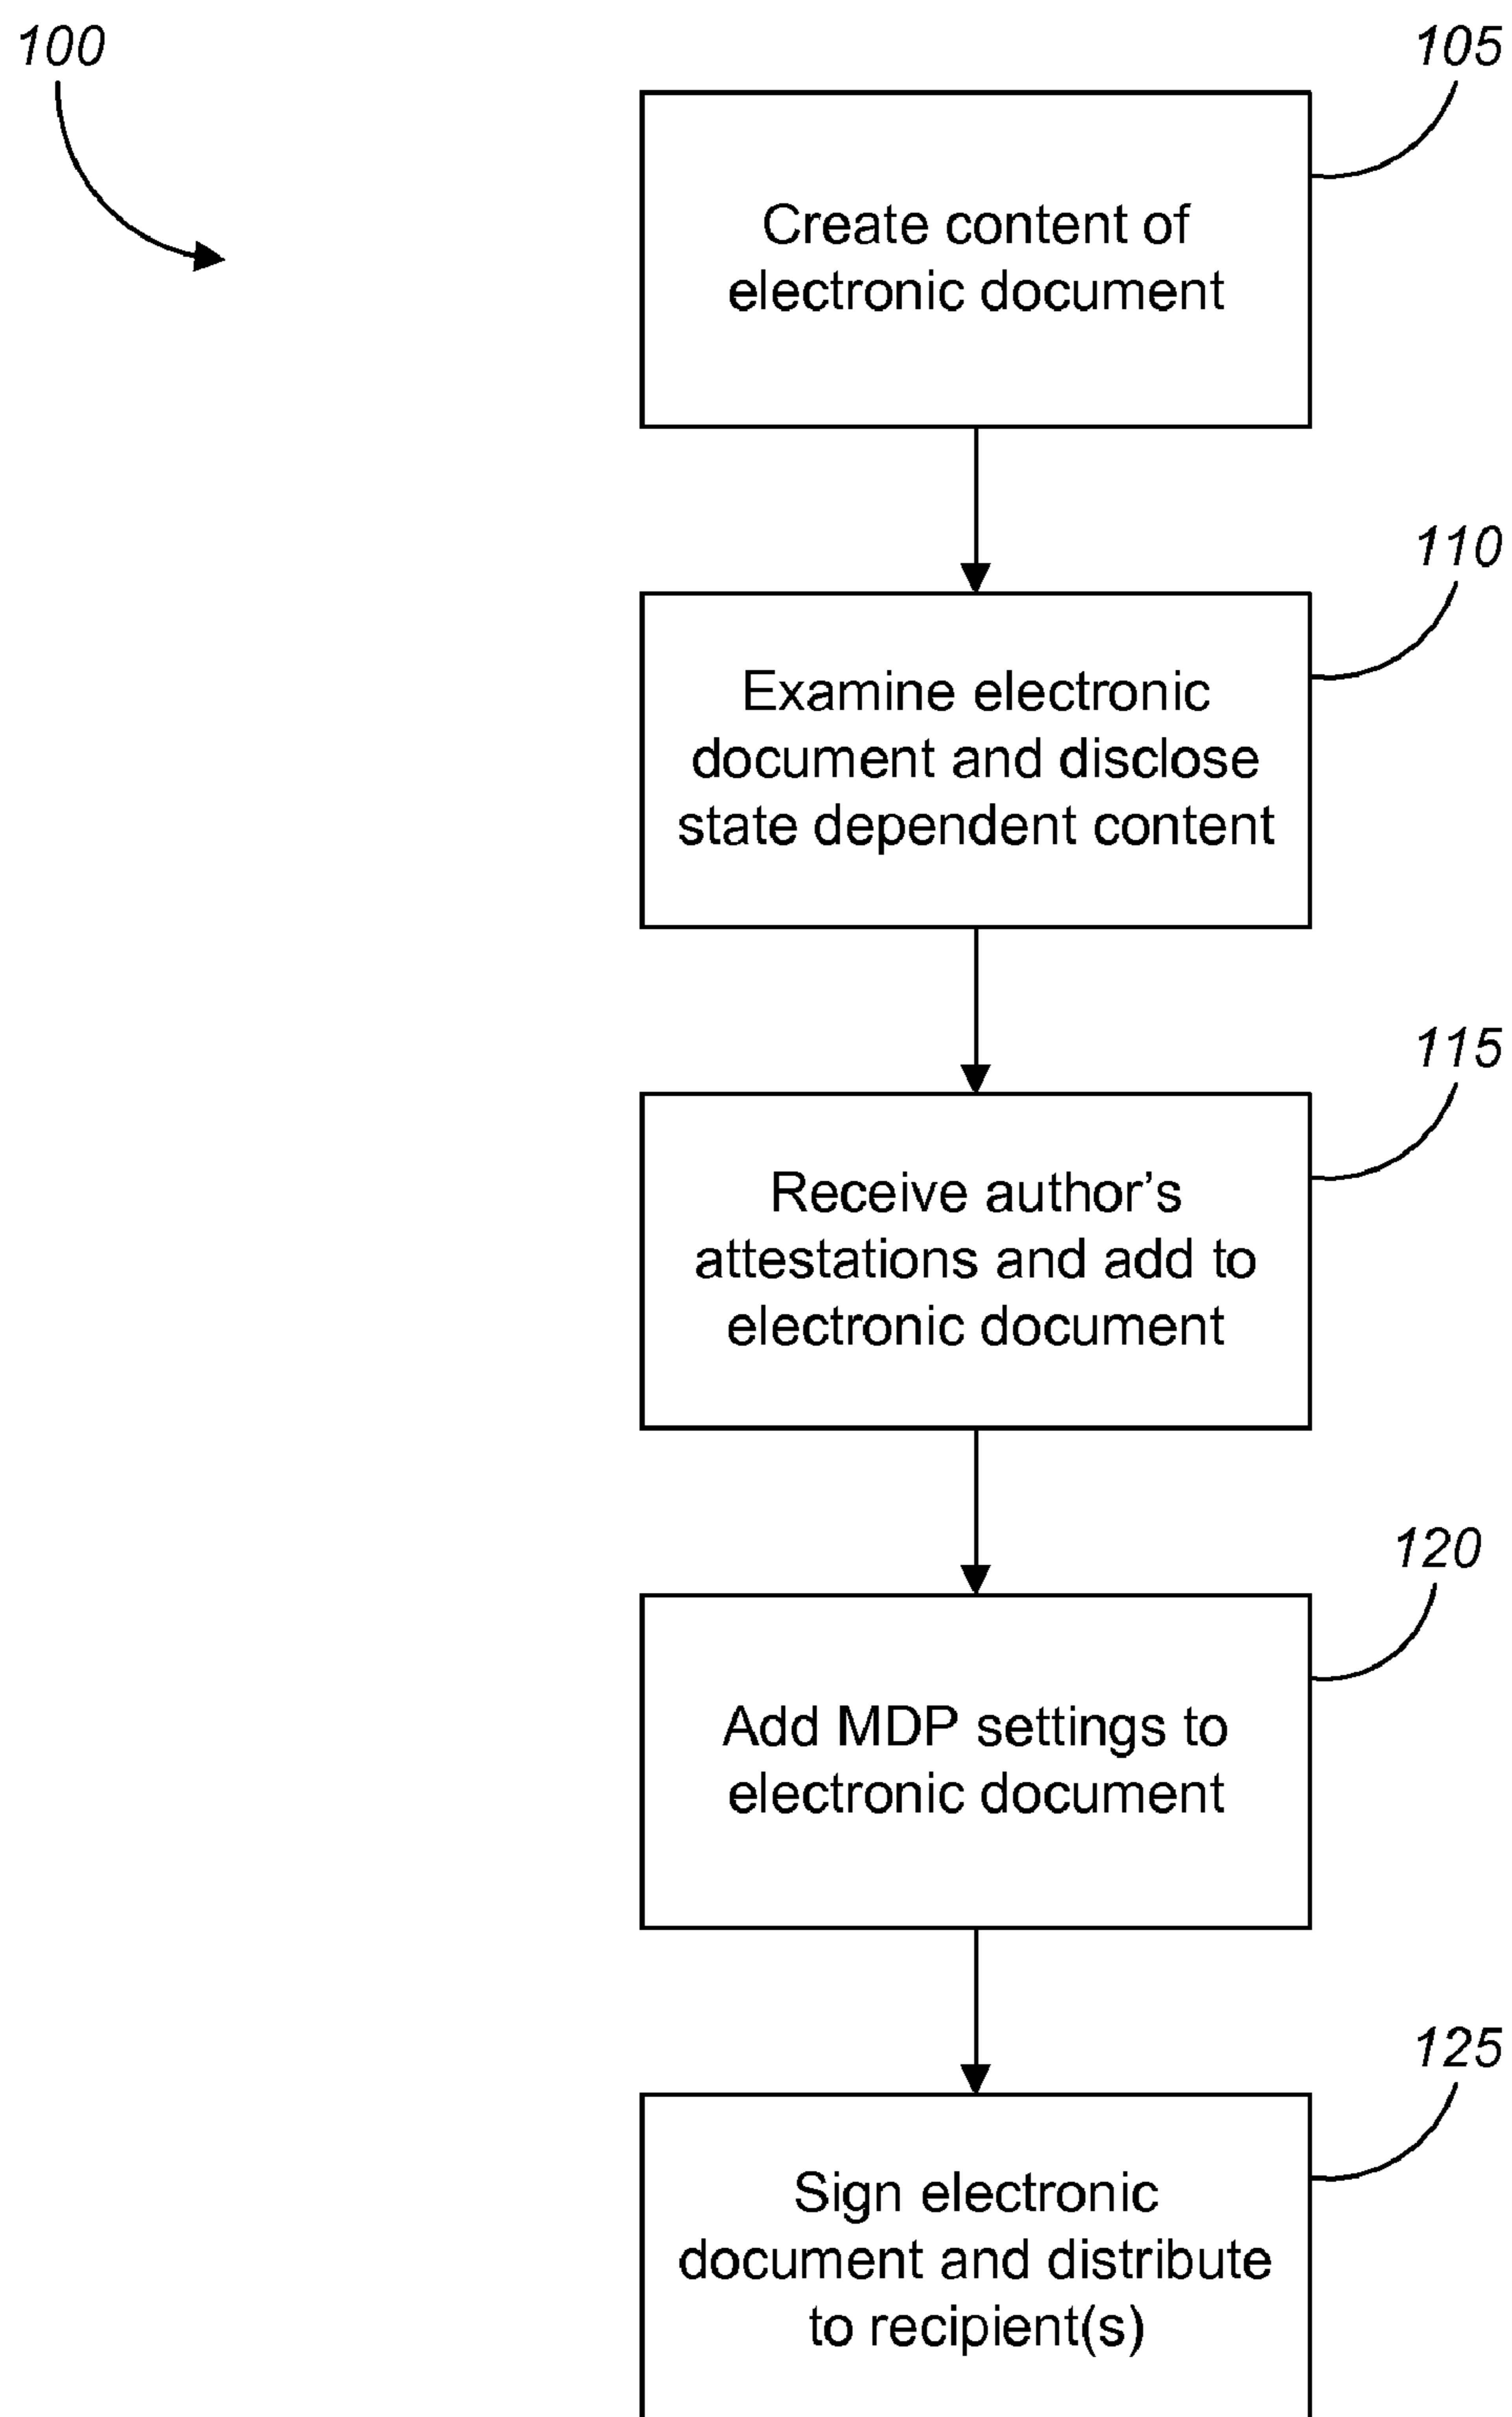 100
105
Create content of
electronic document
110
Examine electronic
document and disclose
state dependent content
115
Receive author’s
attestations and add to
electronic document
120
Add MDP settings to
electronic document
125
Sign electronic
document and distribute
to recipient(s)